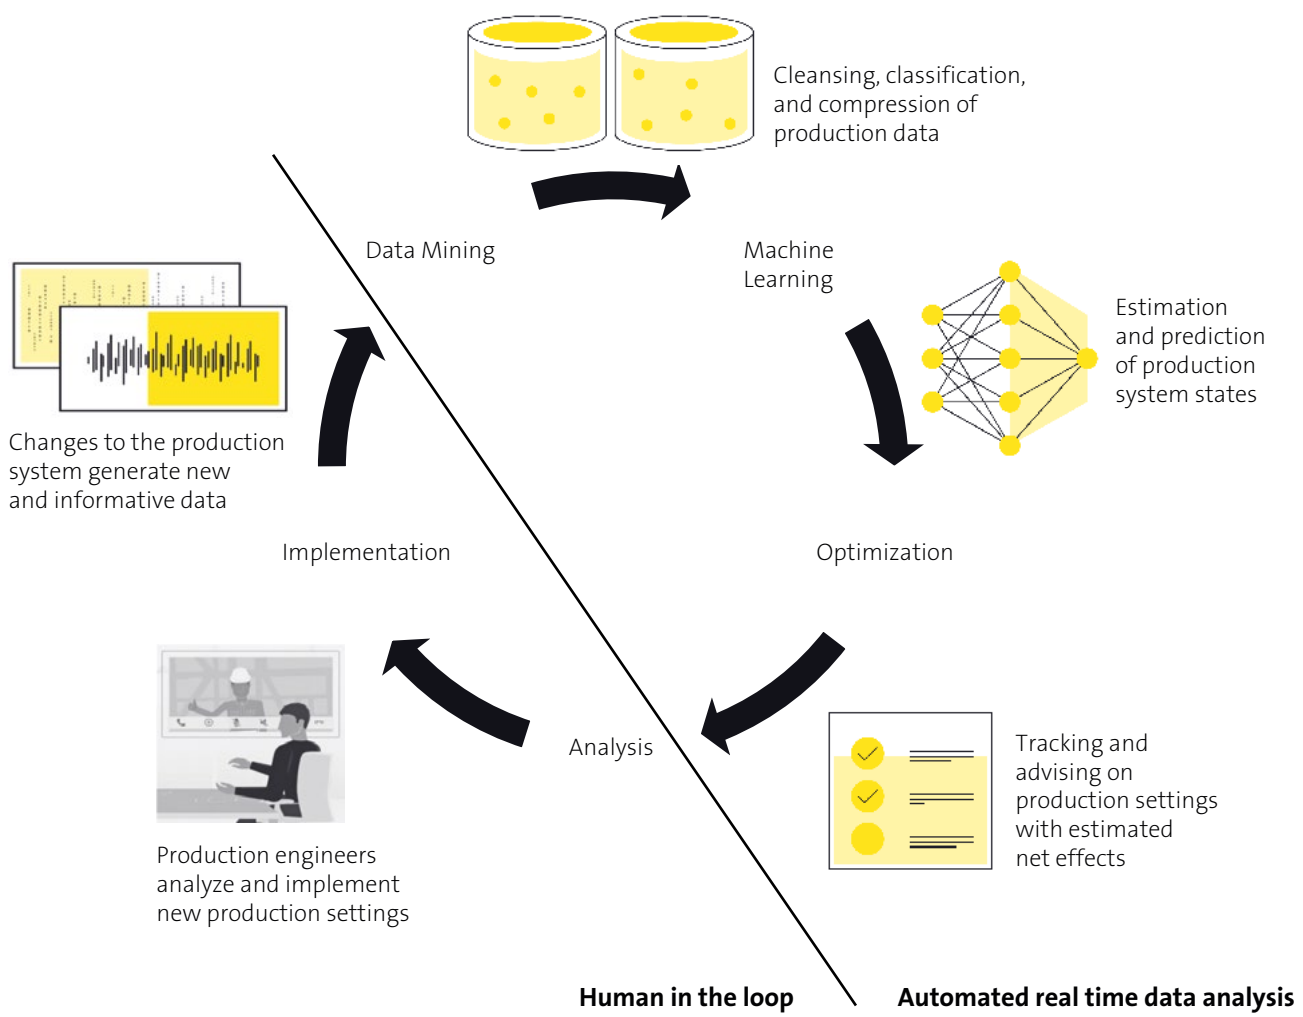 Cleansing, classification,
and compression of
production data
Data Mining
Machine
Learning
Estimation
and prediction
of production
system states
Changes to the production
system generate new
and informative data
Implementation
Optimization
Analysis
Tracking and
advising on
production settings
with estimated
net effects
Production engineers
analyze and implement
new production settings
Human in the loop
Automated real time data analysis